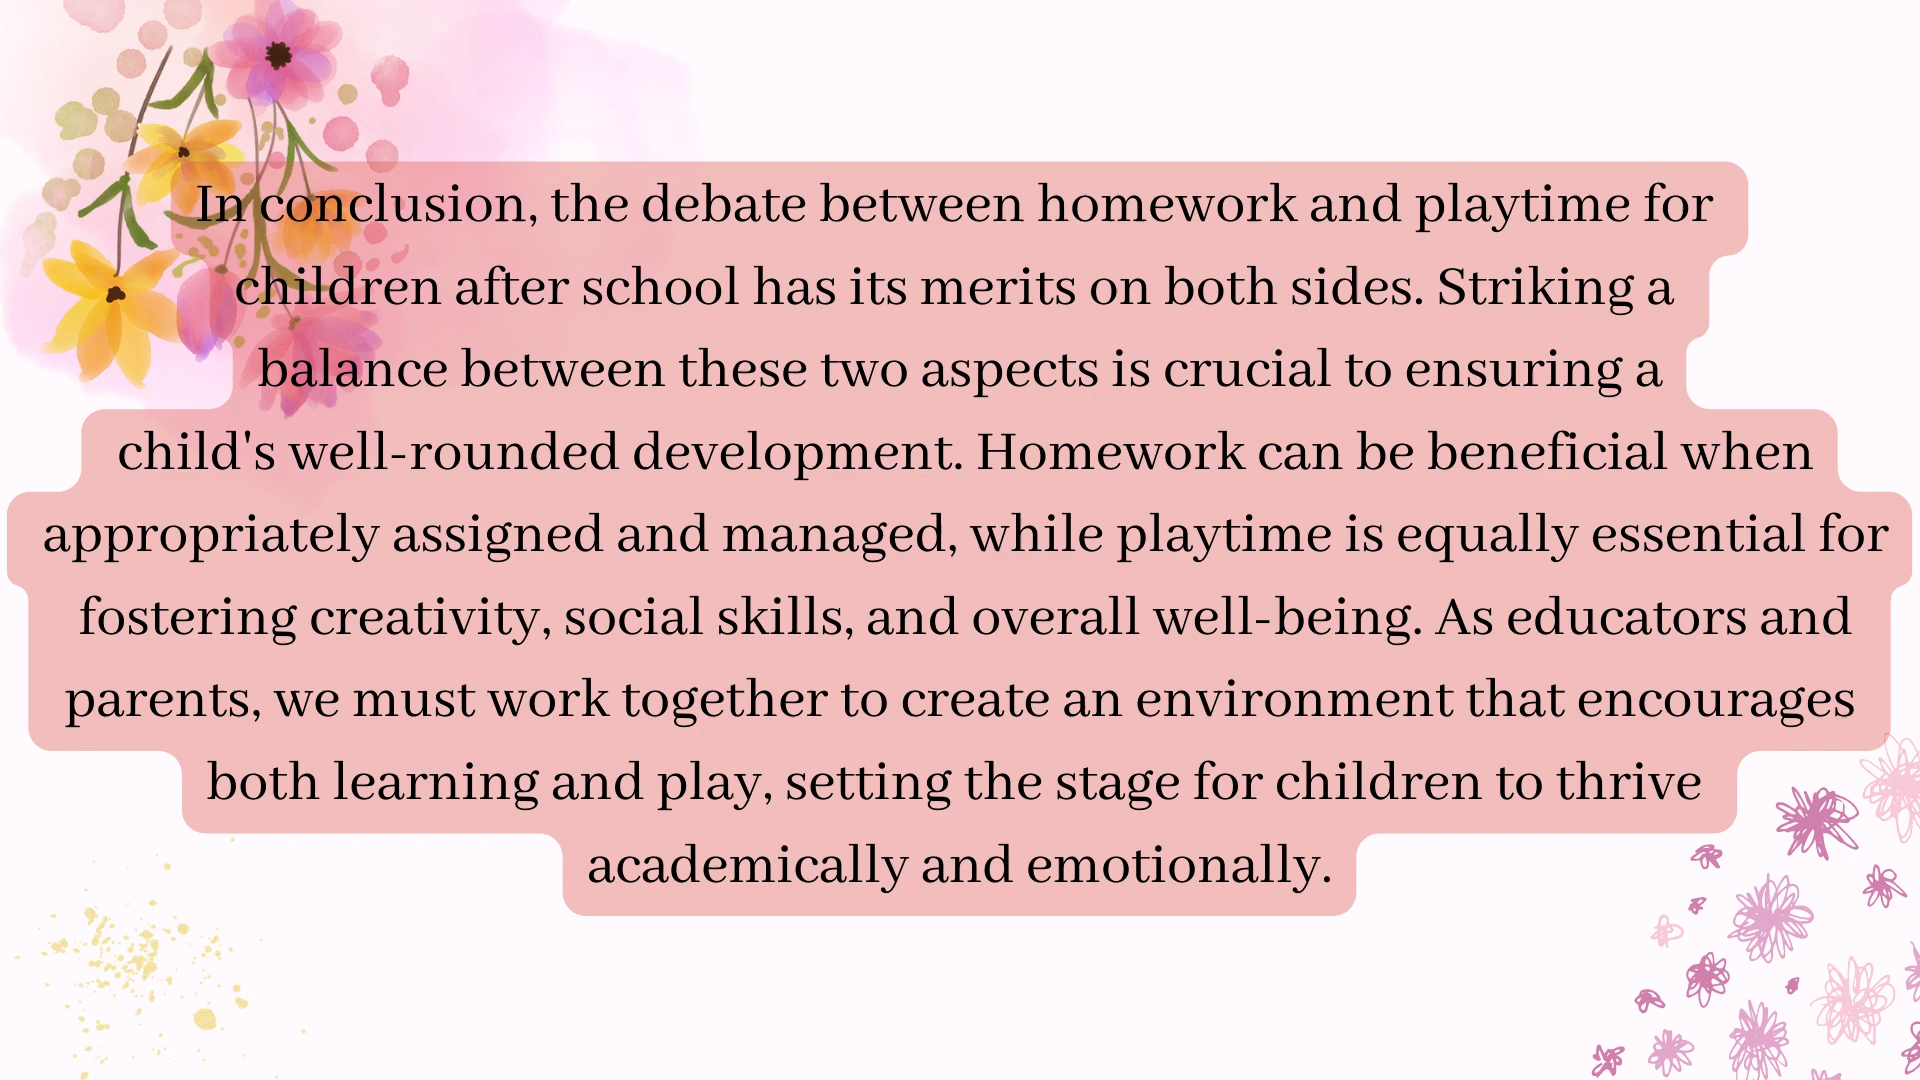 In conclusion, the debate between homework and playtime for
children after school has its merits on both sides. Striking a
balance between these two aspects is crucial to ensuring a
child's well-rounded development. Homework can be beneficial when
appropriately assigned and managed, while playtime is equally essential for
fostering creativity, social skills, and overall well-being. As educators and
parents, we must work together to create an environment that encourages
both learning and play, setting the stage for children to thrive
academically and emotionally.